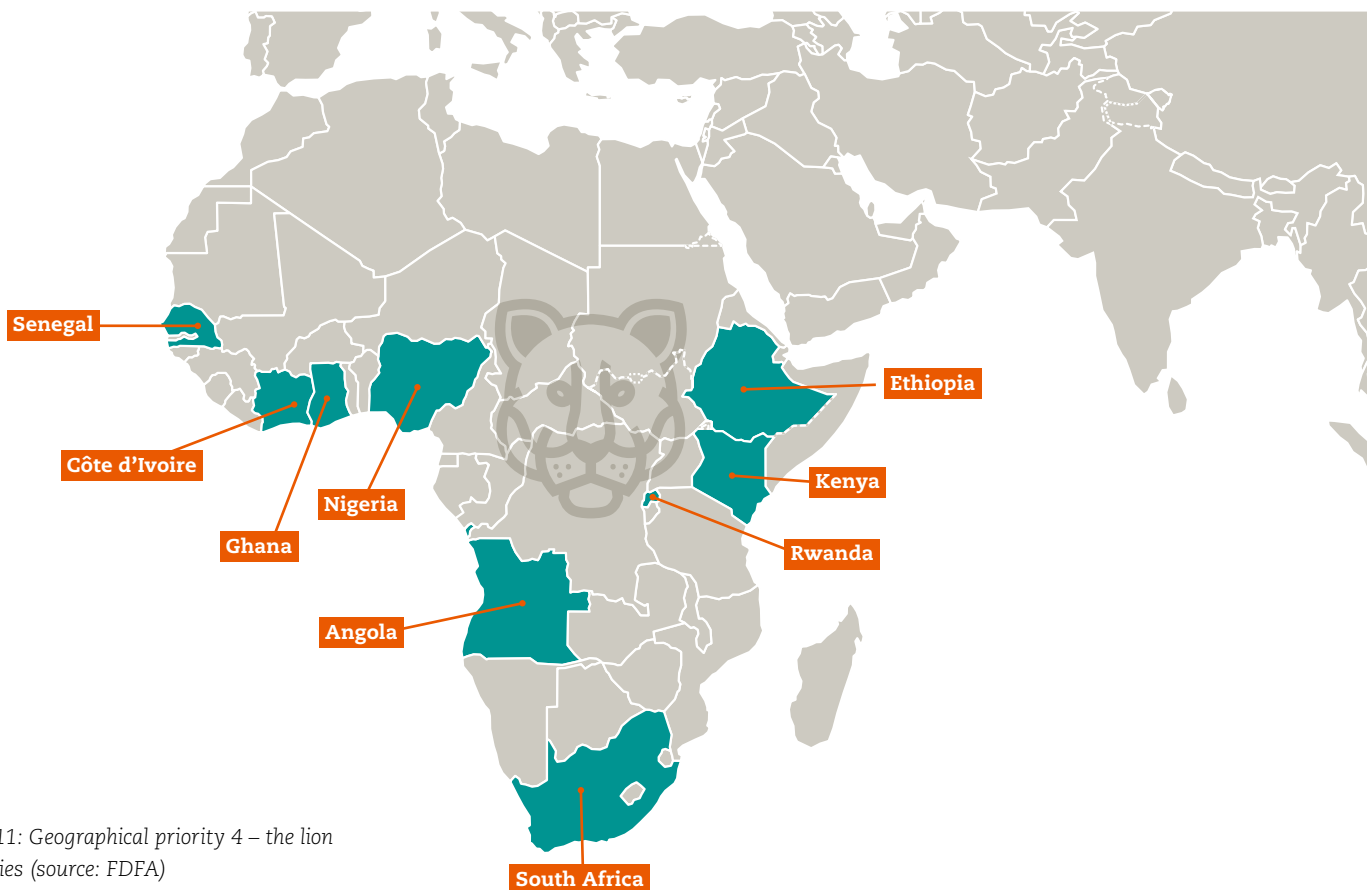 Senegal
Côte d'Ivoire
Ghana
Nigeria
Angola
Ethiopia
Kenya
Rwanda
South Africa
11: Geographical priority 4 – the lion
ies (source: FDFA)